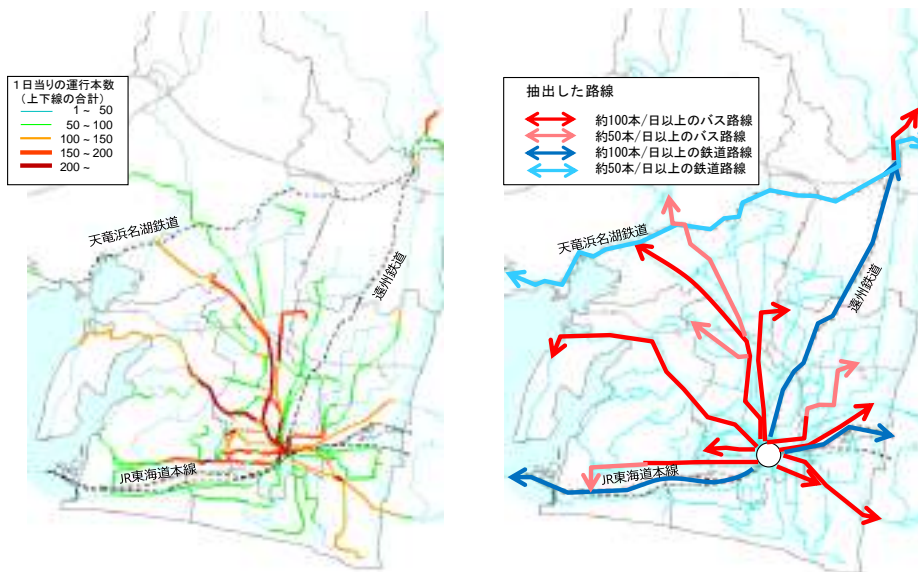 1日当りの運行本数
(上下線の合計)
1~ 50
50~100
100~150
150~200
200~
天竜浜名湖鉄道
遠州鉄道
JR東海道本線
抽出した路線
約100本/日以上のバス路線
約50本/日以上のバス路線
約100本/日以上の鉄道路線
約50本/日以上の鉄道路線
天竜浜名湖鉄道
遠州鉄道
JR東海道本線